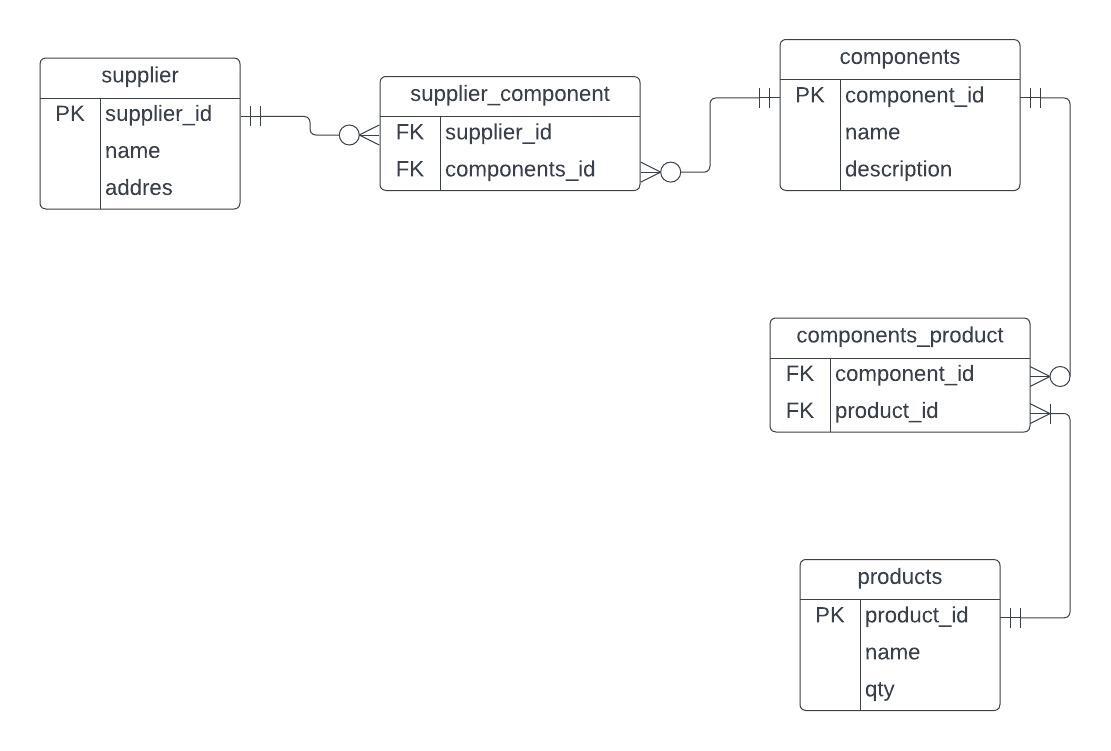 supplier
PK supplier_id
name
addres
supplier_component
FK supplier_id
FK components_id
components
PK component_id
name
description
components_product
FK component_id
FK product_id
products
PK product_id
name
qty